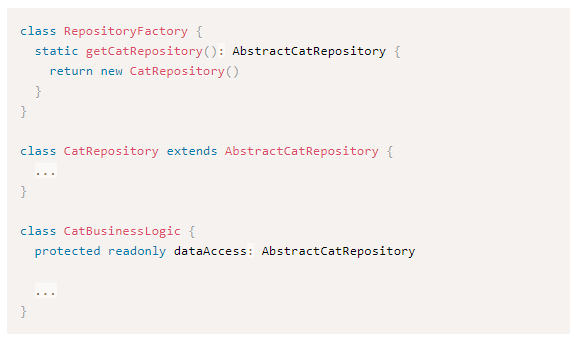 class RepositoryFactory {
  static getCatRepository(): AbstractCatRepository {
    return new CatRepository()
  }
}

class CatRepository extends AbstractCatRepository {
  ...
}

class CatBusinessLogic {
  protected readonly dataAccess: AbstractCatRepository

  ...
}